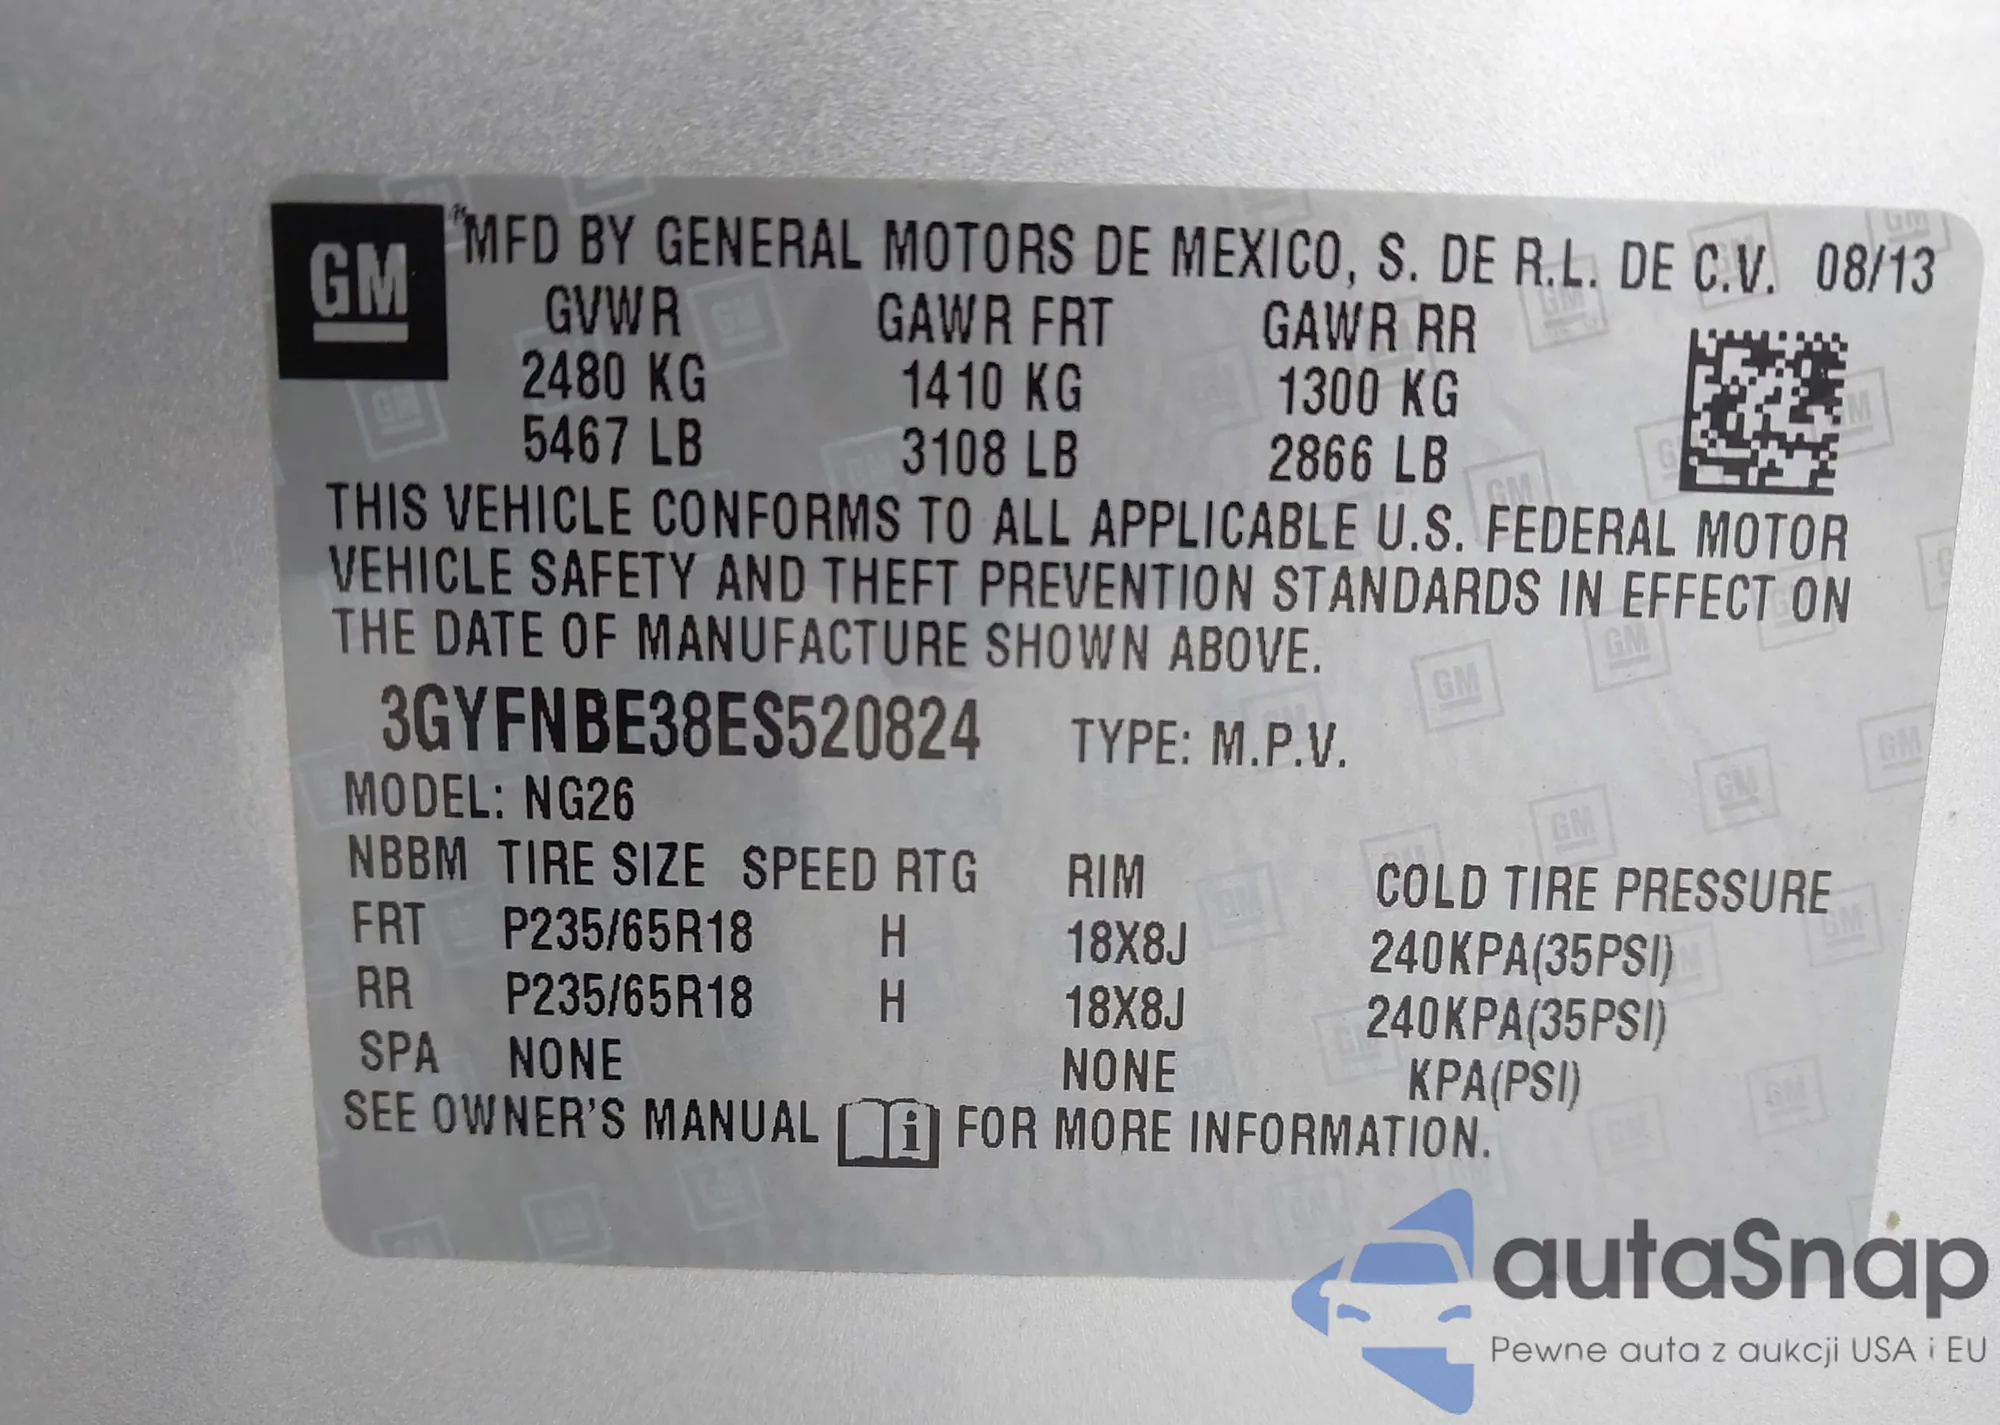 GM
MFD BY GENERAL MOTORS DE MEXICO, S. DE R.L. DE C.V. 08/13
GVWR GAWR FRT GAWR RR
2480 KG 1410 KG 1300 KG
5467 LB 3108 LB 2866 LB
THIS VEHICLE CONFORMS TO ALL APPLICABLE U.S. FEDERAL MOTOR
VEHICLE SAFETY AND THEFT PREVENTION STANDARDS IN EFFECT ON
THE DATE OF MANUFACTURE SHOWN ABOVE.
3GYFNBE38ES520824 TYPE: M.P.V.
MODEL: NG26
NBBM TIRE SIZE SPEED RTG RIM COLD TIRE PRESSURE
FRT P235/65R18 H 18X8J 240KPA(35PSI)
RR P235/65R18 H 18X8J 240KPA(35PSI)
SPA NONE NONE KPA(PSI)
SEE OWNER'S MANUAL i FOR MORE INFORMATION.
autaSnap
Pewne auta z aukcji USA i EU